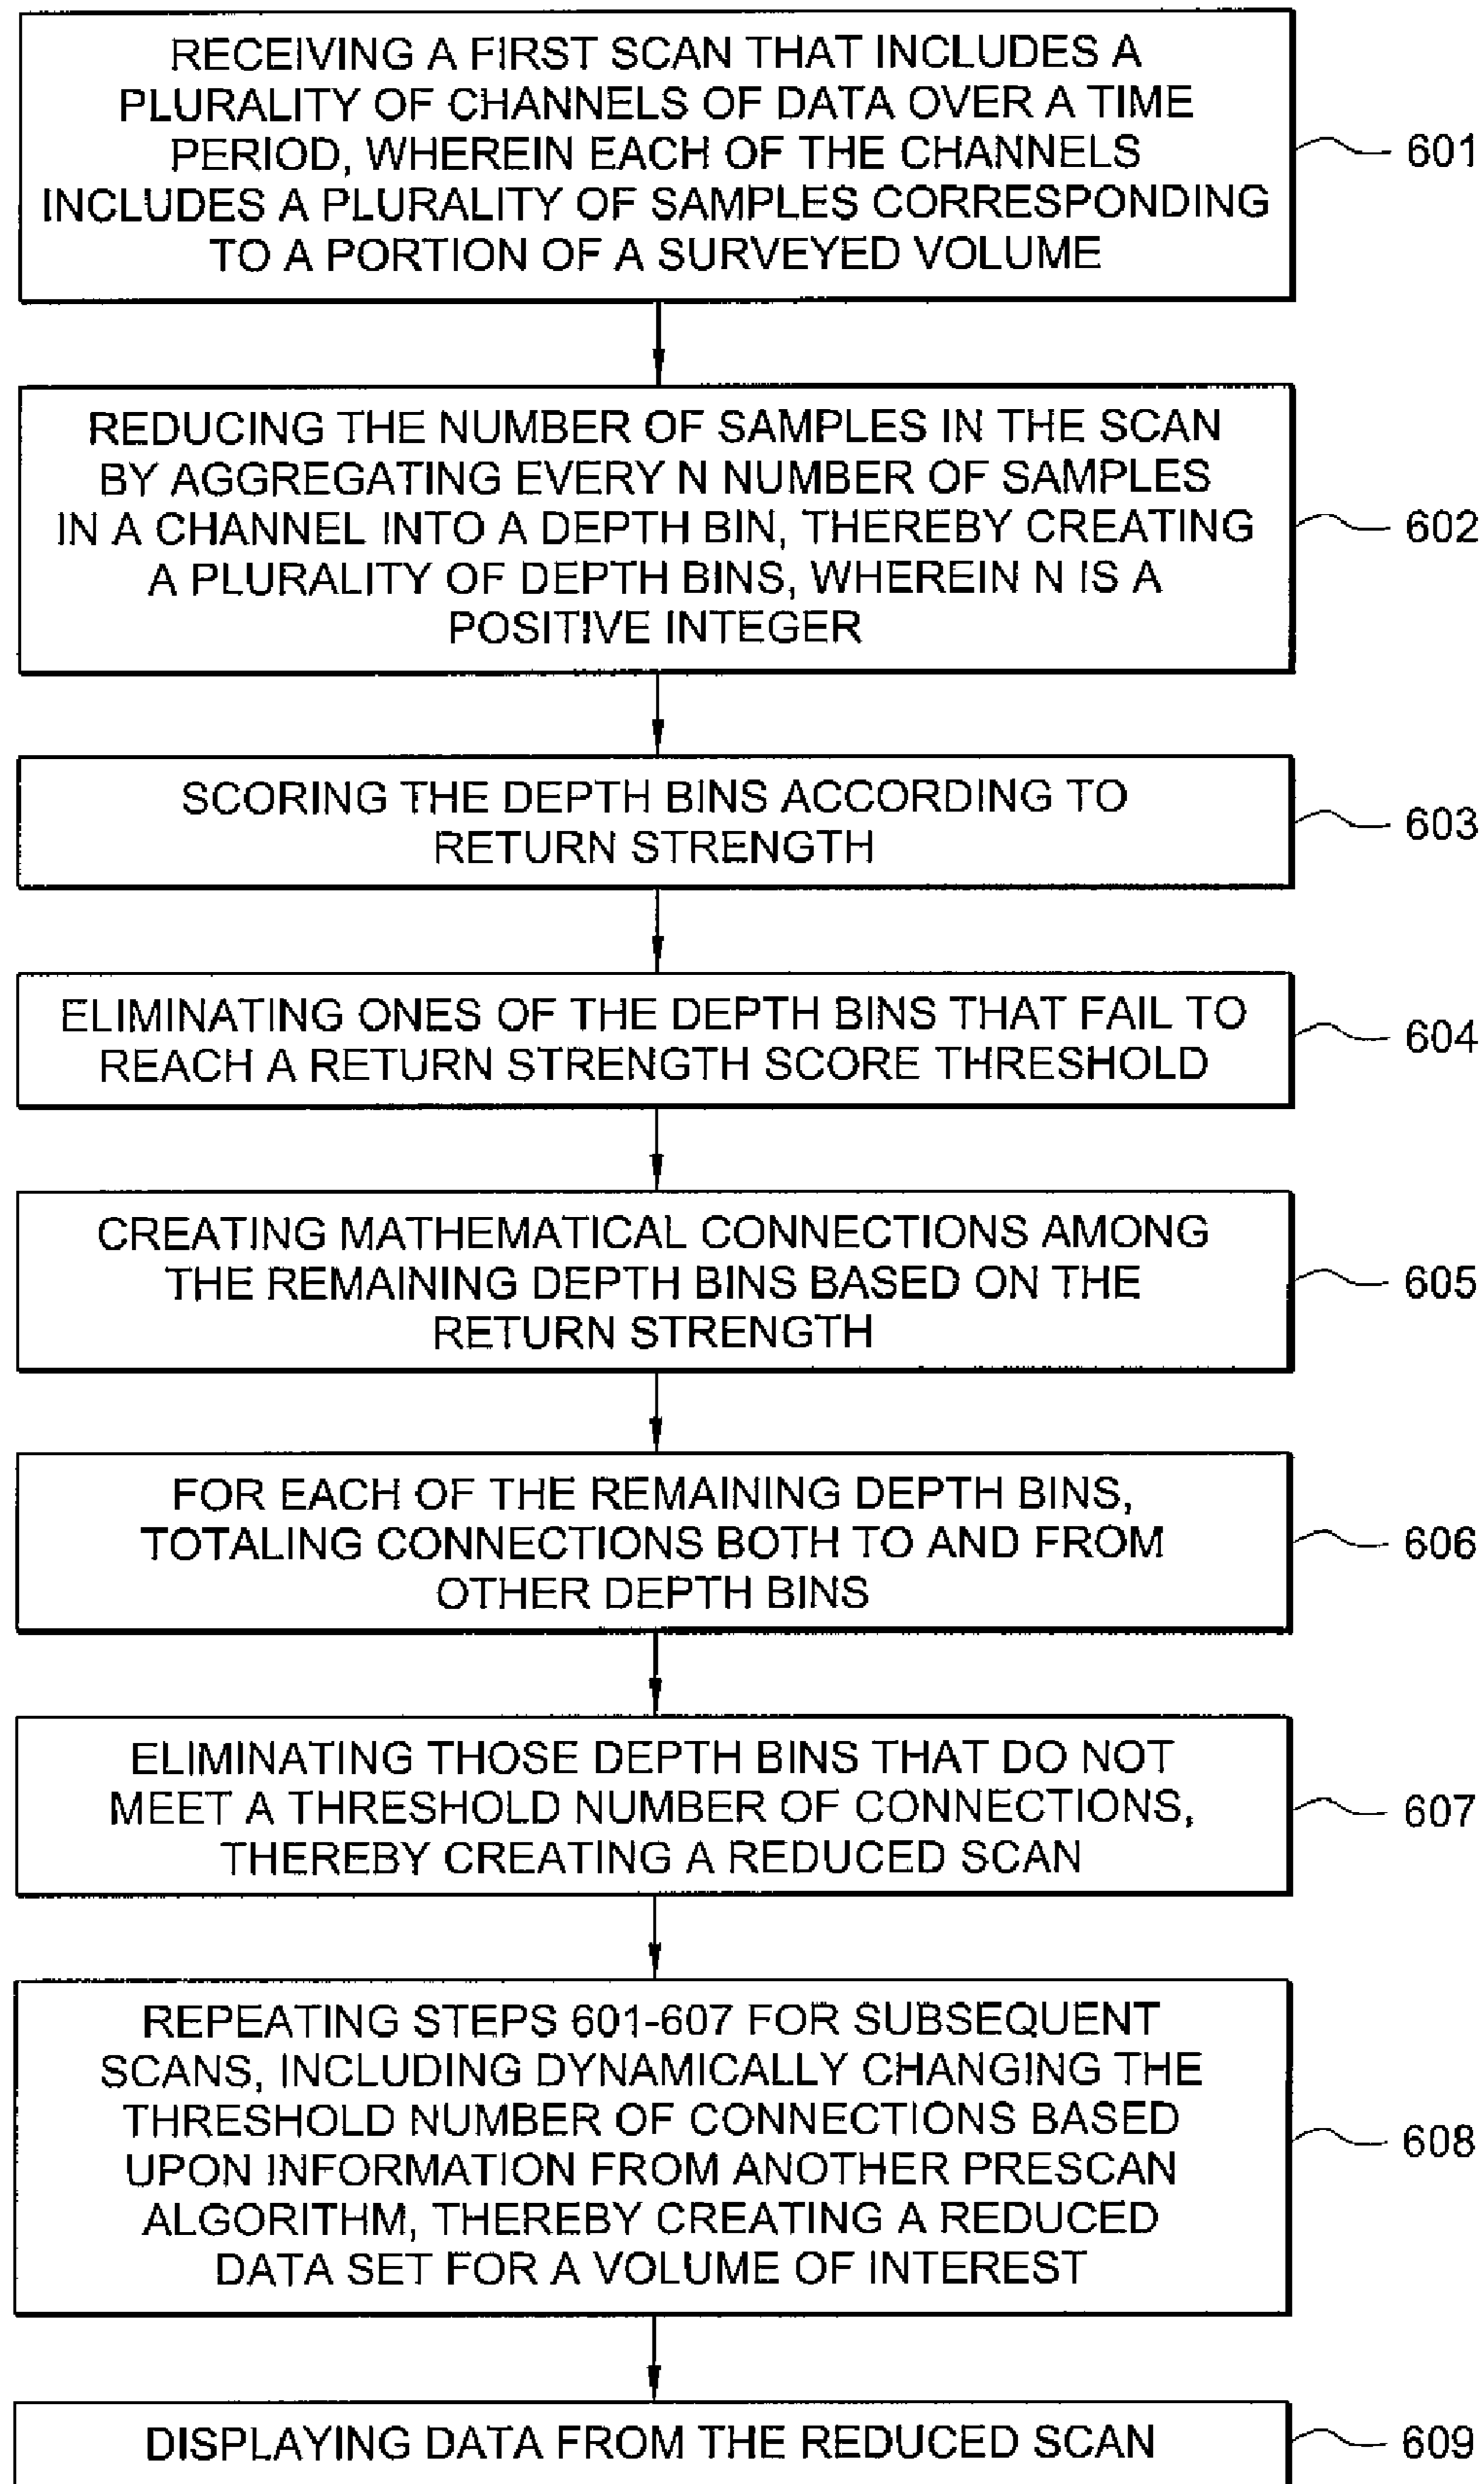 RECEIVING A FIRST SCAN THAT INCLUDES A
PLURALITY OF CHANNELS OF DATA OVER A TIME
PERIOD, WHEREIN EACH OF THE CHANNELS
INCLUDES A PLURALITY OF SAMPLES CORRESPONDING
TO A PORTION OF A SURVEYED VOLUME
601
REDUCING THE NUMBER OF SAMPLES IN THE SCAN
BY AGGREGATING EVERY N NUMBER OF SAMPLES
IN A CHANNEL INTO A DEPTH BIN, THEREBY CREATING
A PLURALITY OF DEPTH BINS, WHEREIN N IS A
POSITIVE INTEGER
602
SCORING THE DEPTH BINS ACCORDING TO
RETURN STRENGTH
603
ELIMINATING ONES OF THE DEPTH BINS THAT FAIL TO
REACH A RETURN STRENGTH SCORE THRESHOLD
604
CREATING MATHEMATICAL CONNECTIONS AMONG
THE REMAINING DEPTH BINS BASED ON THE
RETURN STRENGTH
605
FOR EACH OF THE REMAINING DEPTH BINS,
TOTALING CONNECTIONS BOTH TO AND FROM
OTHER DEPTH BINS
606
ELIMINATING THOSE DEPTH BINS THAT DO NOT
MEET A THRESHOLD NUMBER OF CONNECTIONS,
THEREBY CREATING A REDUCED SCAN
607
REPEATING STEPS 601-607 FOR SUBSEQUENT
SCANS, INCLUDING DYNAMICALLY CHANGING THE
THRESHOLD NUMBER OF CONNECTIONS BASED
UPON INFORMATION FROM ANOTHER PRESCAN
ALGORITHM, THEREBY CREATING A REDUCED
DATA SET FOR A VOLUME OF INTEREST
608
DISPLAYING DATA FROM THE REDUCED SCAN
609